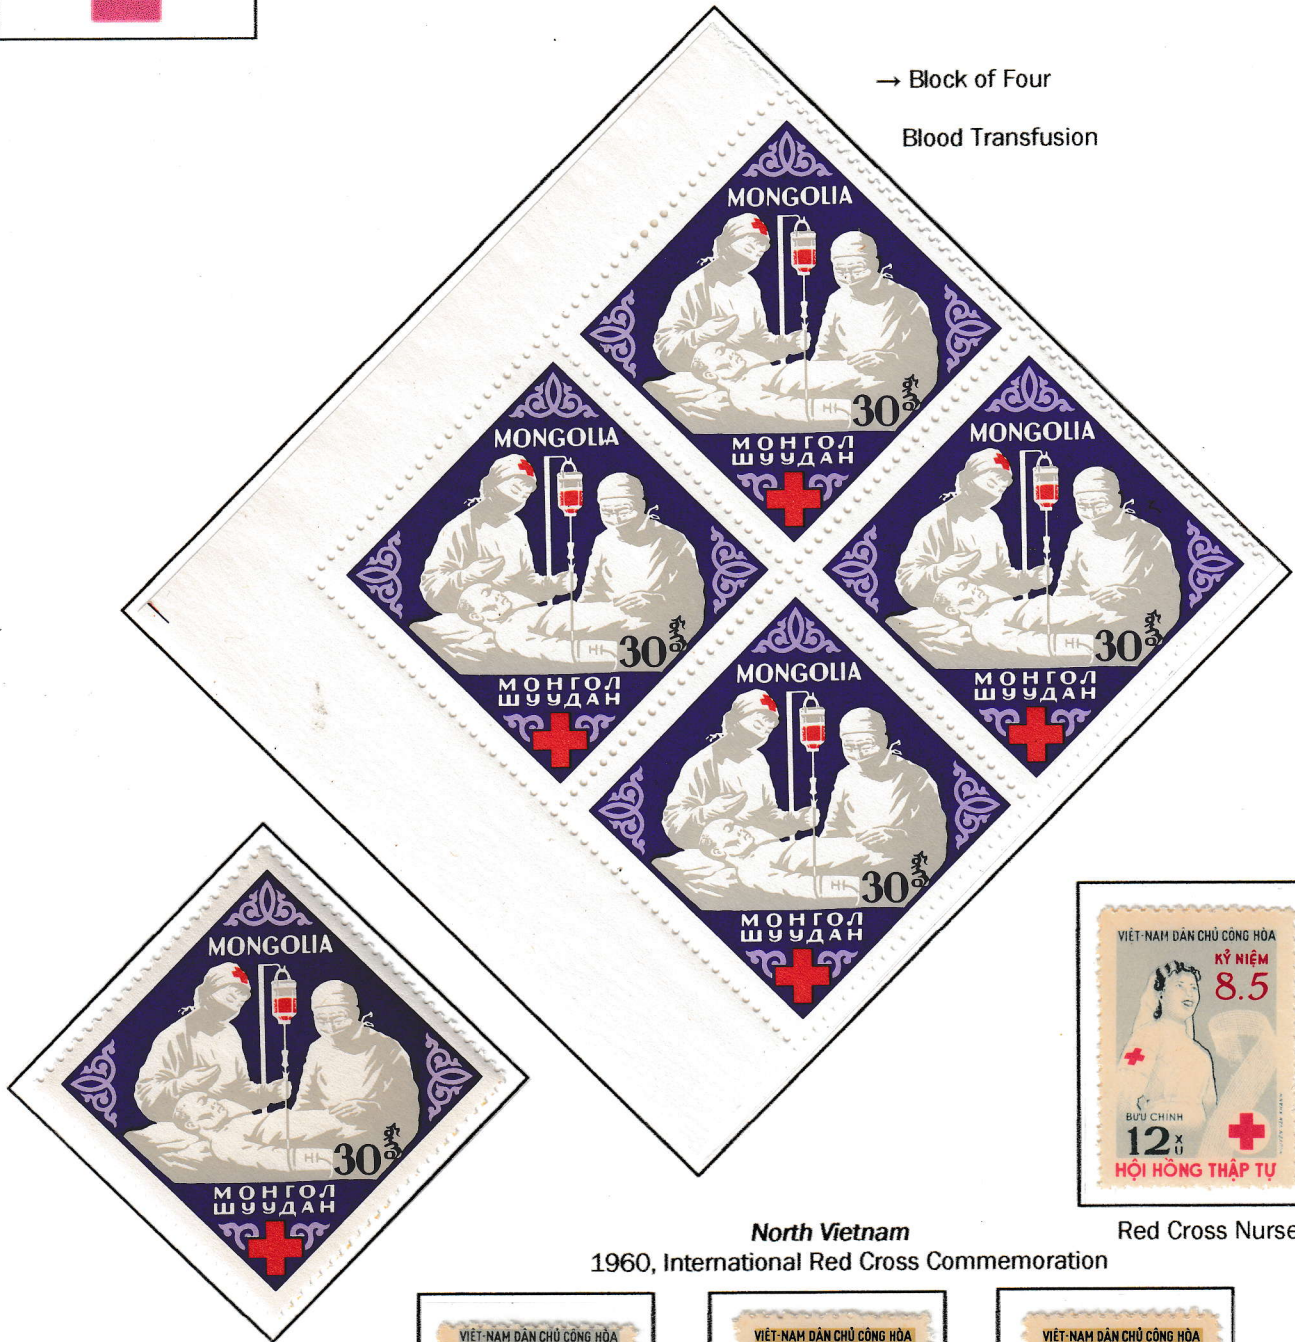 → Block of Four
Blood Transfusion
MONGOLIA
30
МОНГОЛ
ШУУДАН
MONGOLIA
30
МОНГОЛ
ШУУДАН
MONGOLIA
30
МОНГОЛ
ШУУДАН
MONGOLIA
30
МОНГОЛ
ШУУДАН
MONGOLIA
30
МОНГОЛ
ШУУДАН
VIỆT-NAM DÂN CHỦ CỘNG HÒA
KỶ NIỆM
8.5
BƯU CHÍNH
12 XU
HỘI HỒNG THẬP TỰ
Red Cross Nurse
North Vietnam
1960, International Red Cross Commemoration
VIỆT-NAM DÂN CHỦ CỘNG HÒA
VIỆT-NAM DÂN CHỦ CỘNG HÒA
VIỆT-NAM DÂN CHỦ CỘNG HÒA